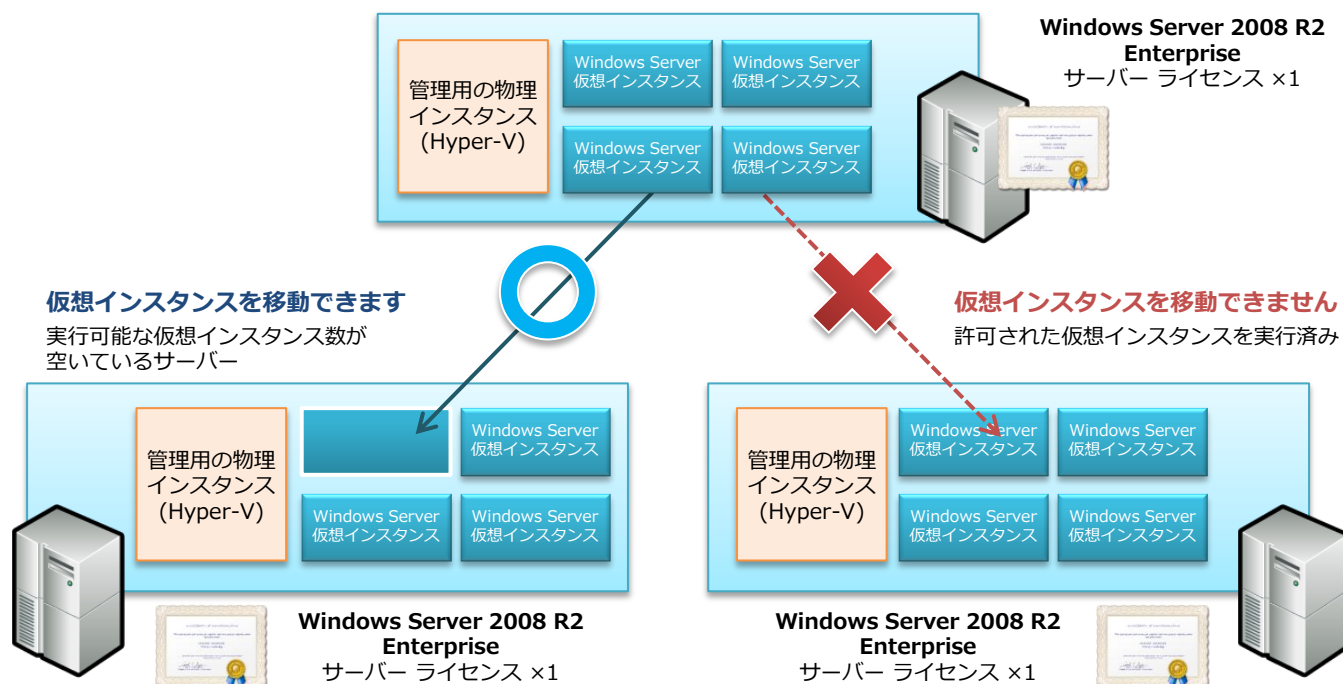 Windows Server 2008 R2
Enterprise
サーバー ライセンス ×1
管理用の物理
インスタンス
(Hyper-V)
Windows Server
仮想インスタンス
Windows Server
仮想インスタンス
Windows Server
仮想インスタンス
Windows Server
仮想インスタンス
仮想インスタンスを移動できます
実行可能な仮想インスタンス数が
空いているサーバー
仮想インスタンスを移動できません
許可された仮想インスタンスを実行済み
管理用の物理
インスタンス
(Hyper-V)
Windows Server
仮想インスタンス
Windows Server
仮想インスタンス
Windows Server
仮想インスタンス
Windows Server 2008 R2
Enterprise
サーバー ライセンス ×1
管理用の物理
インスタンス
(Hyper-V)
Windows Server
仮想インスタンス
Windows Server
仮想インスタンス
Windows Server
仮想インスタンス
Windows Server
仮想インスタンス
Windows Server 2008 R2
Enterprise
サーバー ライセンス ×1